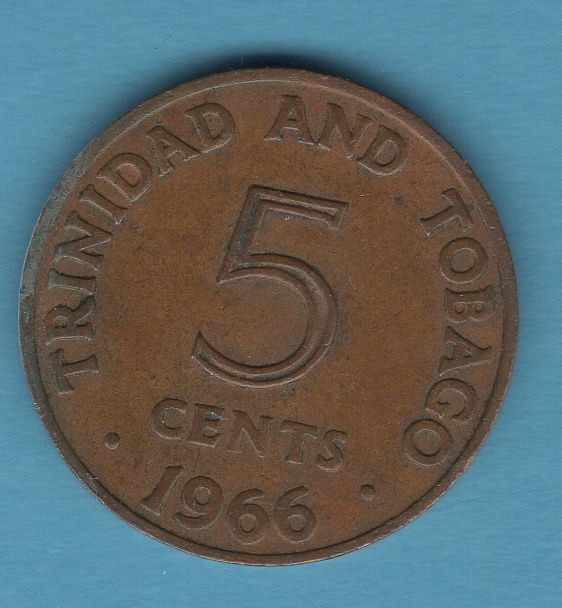 TRINIDAD AND TOBAGO
5
CENTS
· 1966 ·